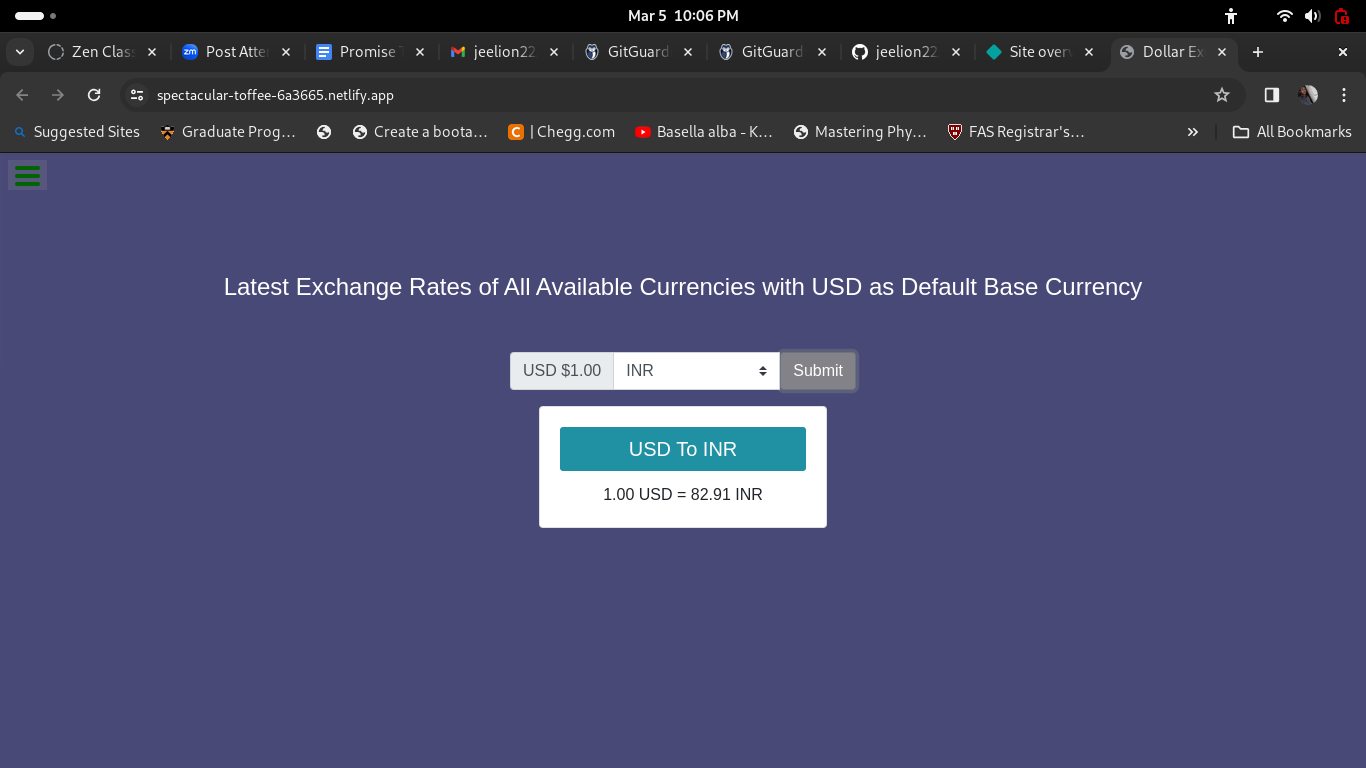 Mar 5 10:06 PM
Zen Clas
Post Atte
Promise T
jeelion22
GitGuard
GitGuard
jeelion22
Site over
Dollar Ex
spectacular-toffee-6a3665.netlify.app
Suggested Sites
Graduate Prog...
Create a boota...
C | Chegg.com
Basella alba - K...
Mastering Phy...
FAS Registrar's...
All Bookmarks
Latest Exchange Rates of All Available Currencies with USD as Default Base Currency
USD $1.00 INR Submit
USD To INR
1.00 USD = 82.91 INR